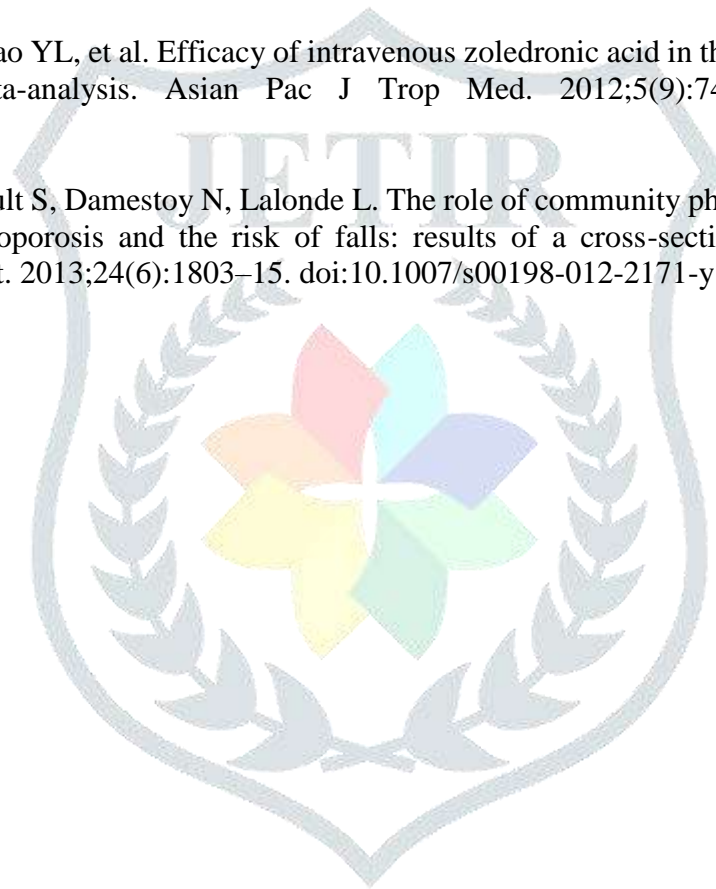 ao YL, et al. Efficacy of intravenous zoledronic acid in th
ta-analysis. Asian Pac J Trop Med. 2012;5(9):74
JETIR
ult S, Damestoy N, Lalonde L. The role of community ph
oporosis and the risk of falls: results of a cross-secti
t. 2013;24(6):1803–15. doi:10.1007/s00198-012-2171-y